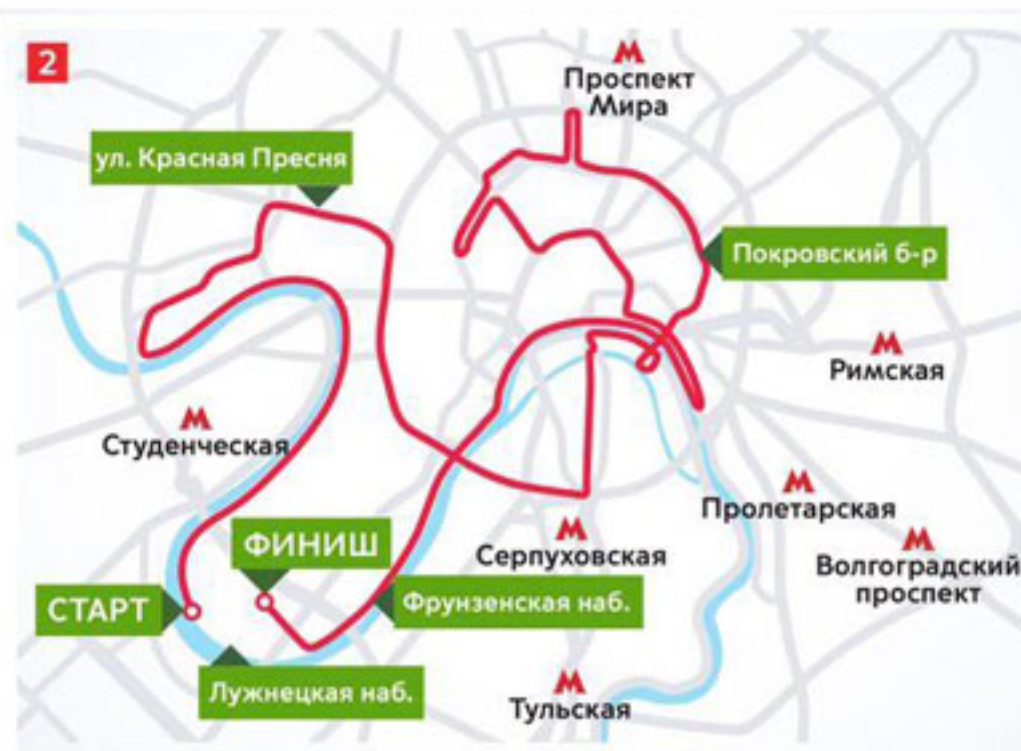 2
М
Проспект
Мира
ул. Красная Пресня
Покровский б-р
М
Римская
М
Студенческая
М
Пролетарская
М
Серпуховская
М
Волгоградский
проспект
ФИНИШ
СТАРТ
Фрунзенская наб.
Лужнецкая наб.
М
Тульская